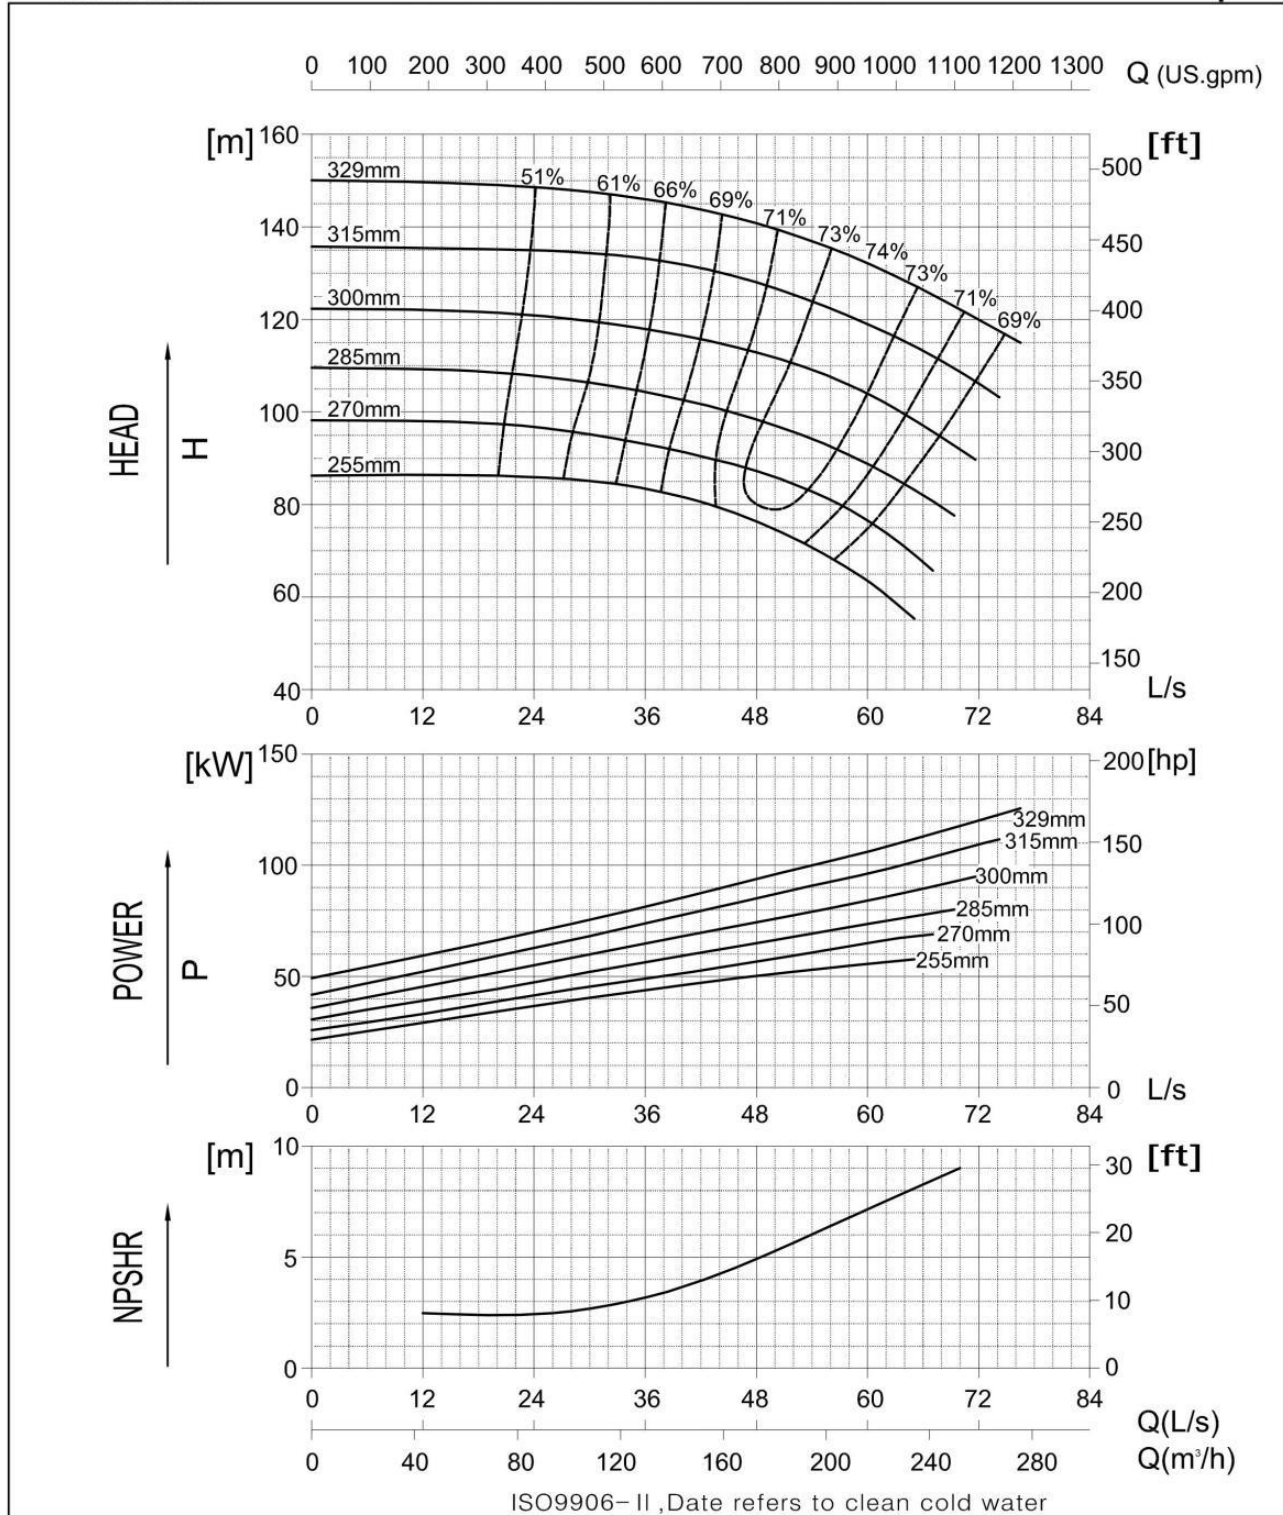 0 100 200 300 400 500 600 700 800 900 1000 1100 1200 1300 Q (US.gpm)
[m] 160 [ft]
500
329mm 51% 61% 66% 69% 71% 73% 74% 73% 71% 69%
140 450
315mm
120 400
300mm
350
285mm
100
270mm
300
255mm
80
250
60 200
150
40 L/s
HEAD
H
0 12 24 36 48 60 72 84
[kW] 150 200 [hp]
329mm
150
315mm
100
300mm
285mm
100
270mm
255mm
50
50
0 0 L/s
POWER
P
0 12 24 36 48 60 72 84
[m] 10 30 [ft]
20
5
10
0 0
NPSHR
0 12 24 36 48 60 72 84
Q(L/s)
0 40 80 120 160 200 240 280 Q(m³/h)
ISO9906-II ,Date refers to clean cold water